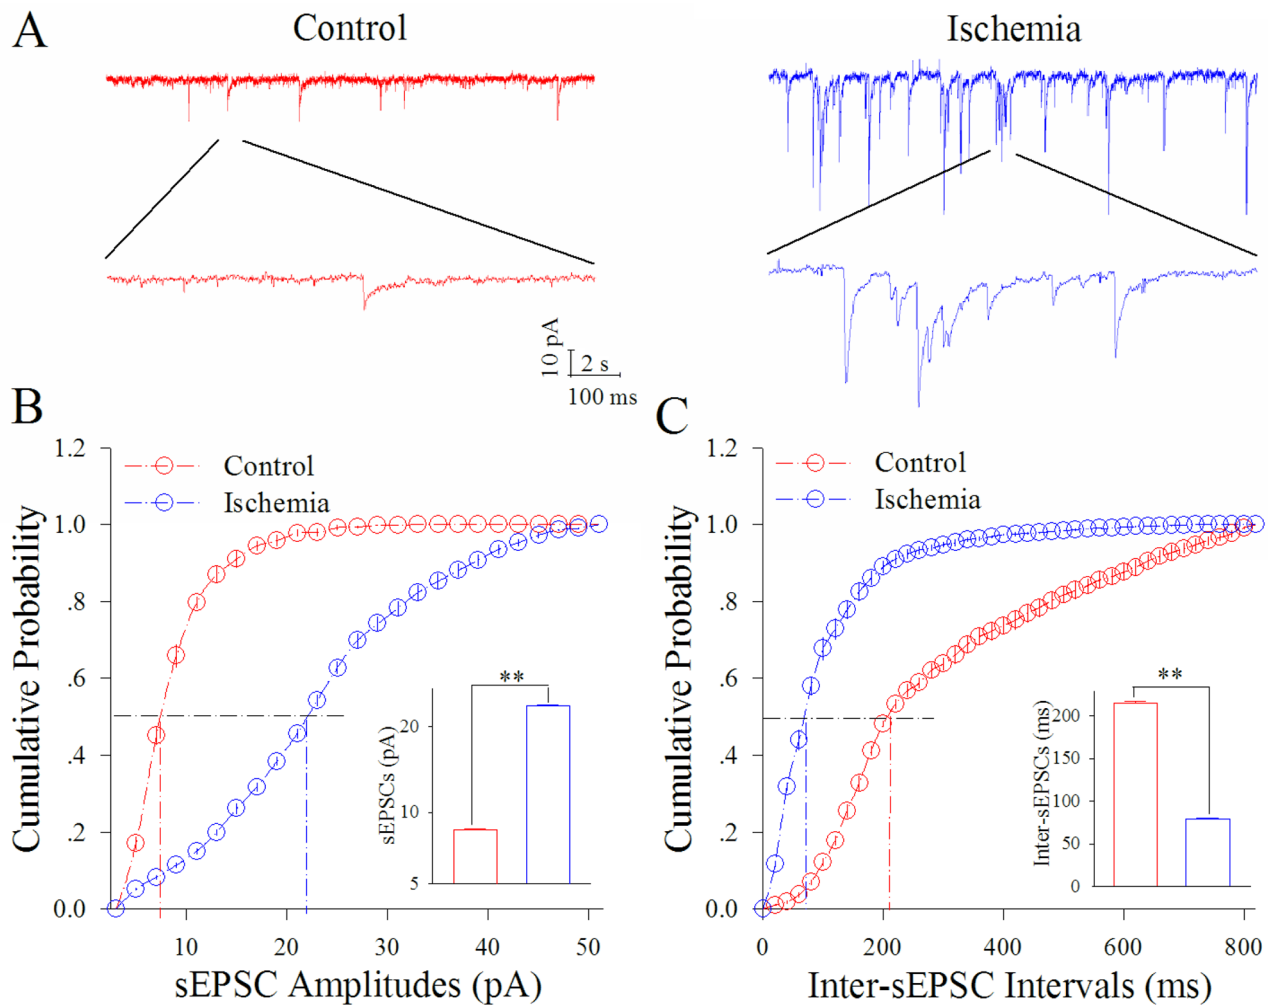 A
Control
Ischemia
10 pA
2 s
100 ms
B
1.2
1.0
.8
.6
.4
.2
0.0
Cumulative Probability
Control
Ischemia
**
20
10
5
sEPSCs (pA)
10
20
30
40
50
sEPSC Amplitudes (pA)
C
1.2
1.0
.8
.6
.4
.2
0.0
Cumulative Probability
Control
Ischemia
**
200
150
100
50
0
Inter-sEPSCs (ms)
0
200
400
600
800
Inter-sEPSC Intervals (ms)